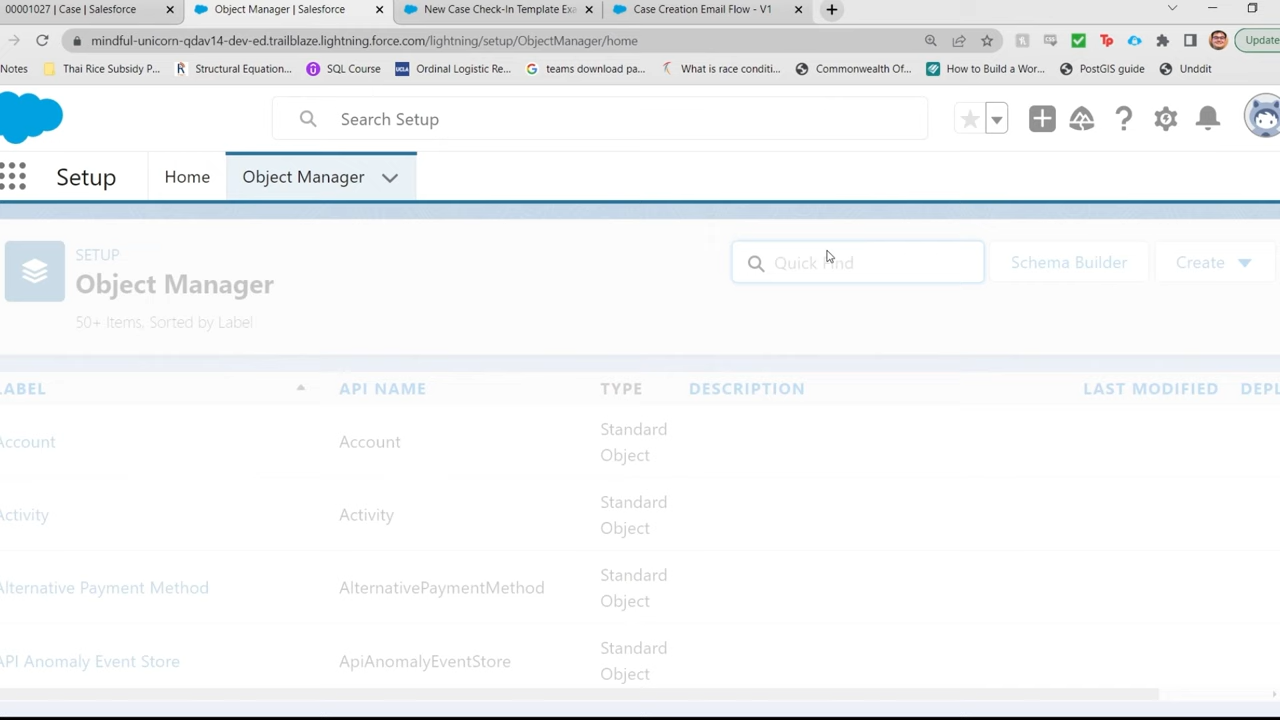 00001027 | Case | Salesforce
Object Manager | Salesforce
New Case Check-In Template Exa
Case Creation Email Flow - V1
mindful-unicorn-qdav14-dev-ed.trailblaze.lightning.force.com/lightning/setup/ObjectManager/home
Update
Notes
Thai Rice Subsidy P...
Structural Equation...
SQL Course
Ordinal Logistic Re...
teams download pa...
What is race conditi...
Commonwealth Of...
How to Build a Wor...
PostGIS guide
Unddit
Search Setup
Setup
Home
Object Manager
SETUP
Object Manager
50+ Items, Sorted by Label
Quick Find
Schema Builder
Create
LABEL
API NAME
TYPE
DESCRIPTION
LAST MODIFIED
DEPL
Account
Account
Standard
Object
Activity
Activity
Standard
Object
Alternative Payment Method
AlternativePaymentMethod
Standard
Object
API Anomaly Event Store
ApiAnomalyEventStore
Standard
Object